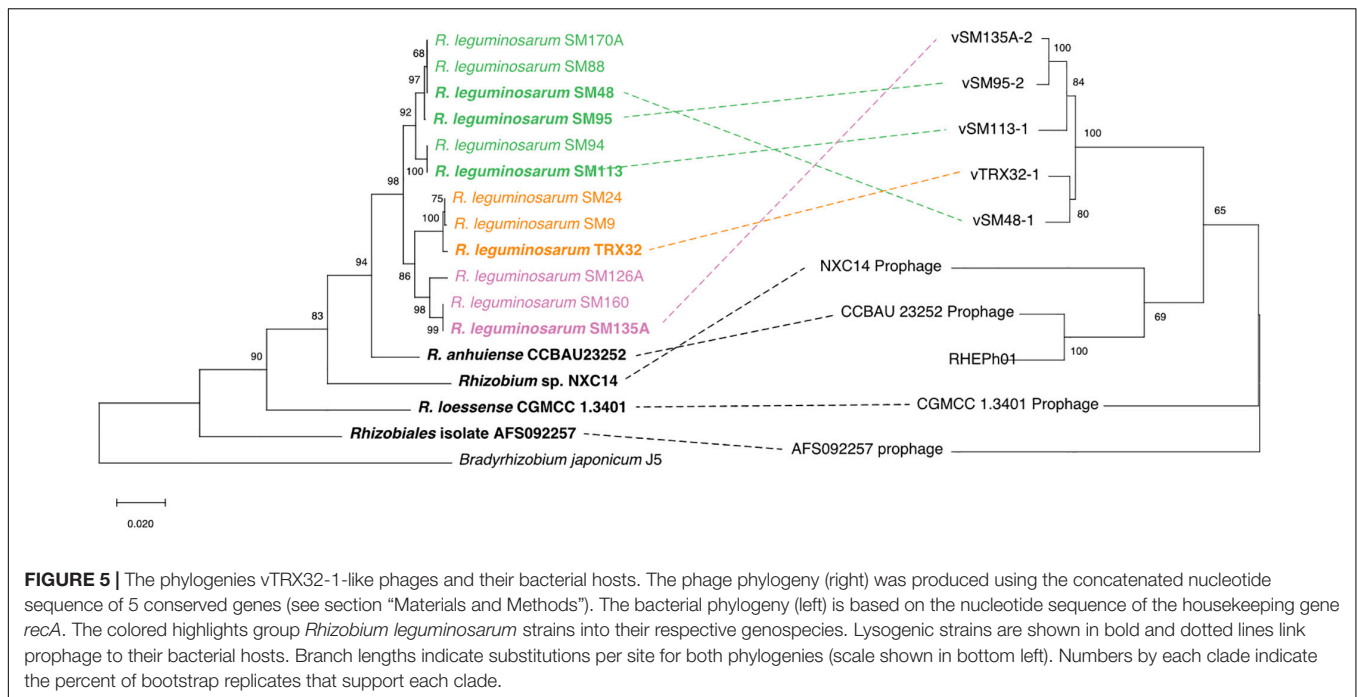 R. leguminosarum SM170A
R. leguminosarum SM88
R. leguminosarum SM48
R. leguminosarum SM95
R. leguminosarum SM94
R. leguminosarum SM113
R. leguminosarum SM24
R. leguminosarum SM9
R. leguminosarum TRX32
R. leguminosarum SM126A
R. leguminosarum SM160
R. leguminosarum SM135A
R. anhuiense CCBAU23252
Rhizobium sp. NXC14
R. loessense CGMCC 1.3401
Rhizobiales isolate AFS092257
Bradyrhizobium japonicum J5
68
97
92
100
98
75
100
86
98
99
94
83
90
0.020
vSM135A-2
vSM95-2
vSM113-1
vTRX32-1
vSM48-1
NXC14 Prophage
CCBAU 23252 Prophage
RHEPh01
CGMCC 1.3401 Prophage
AFS092257 prophage
100
84
100
80
65
69
100
FIGURE 5 | The phylogenies vTRX32-1-like phages and their bacterial hosts. The phage phylogeny (right) was produced using the concatenated nucleotide
sequence of 5 conserved genes (see section “Materials and Methods”). The bacterial phylogeny (left) is based on the nucleotide sequence of the housekeeping gene
recA. The colored highlights group Rhizobium leguminosarum strains into their respective genospecies. Lysogenic strains are shown in bold and dotted lines link
prophage to their bacterial hosts. Branch lengths indicate substitutions per site for both phylogenies (scale shown in bottom left). Numbers by each clade indicate
the percent of bootstrap replicates that support each clade.